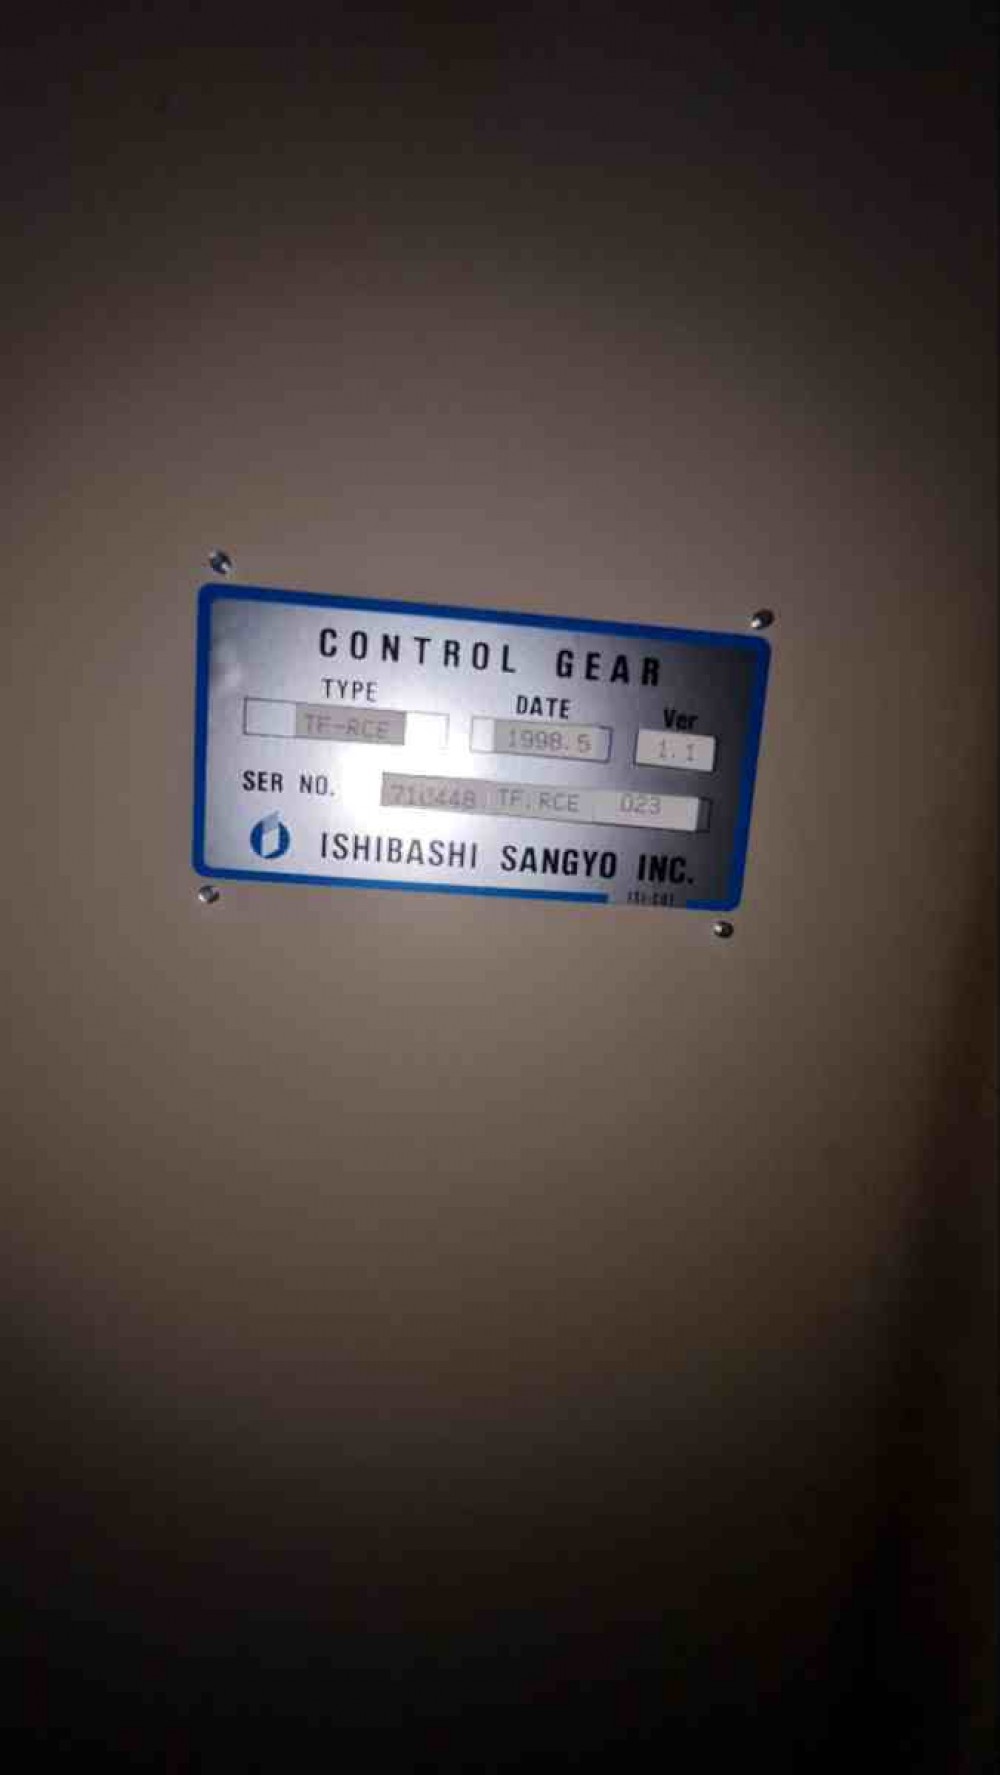 CONTROL GEAR
TYPE DATE Ver
TF-RCE 1998.5 1.1
SER NO. 710448 TF.RCE 023
ISHIBASHI SANGYO INC.